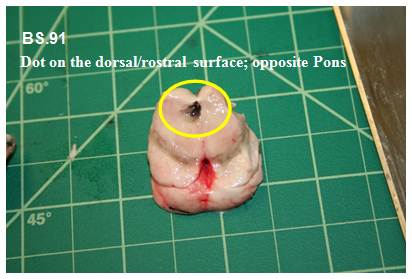 BS.91
Dot on the dorsal/rostral surface; opposite Pons
60°
45°